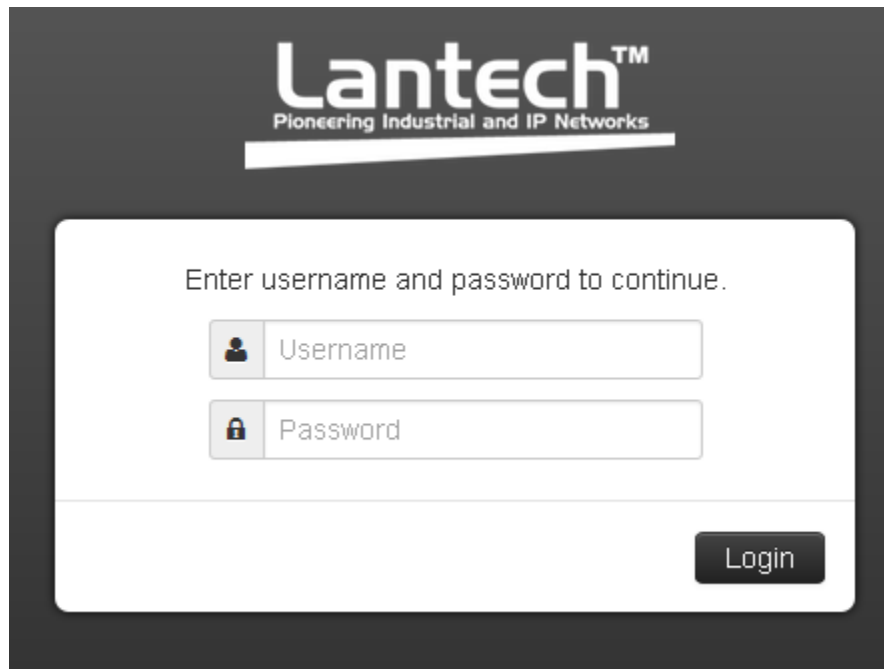 Lantech™
Pioneering Industrial and IP Networks
Enter username and password to continue.
Username
Password
Login